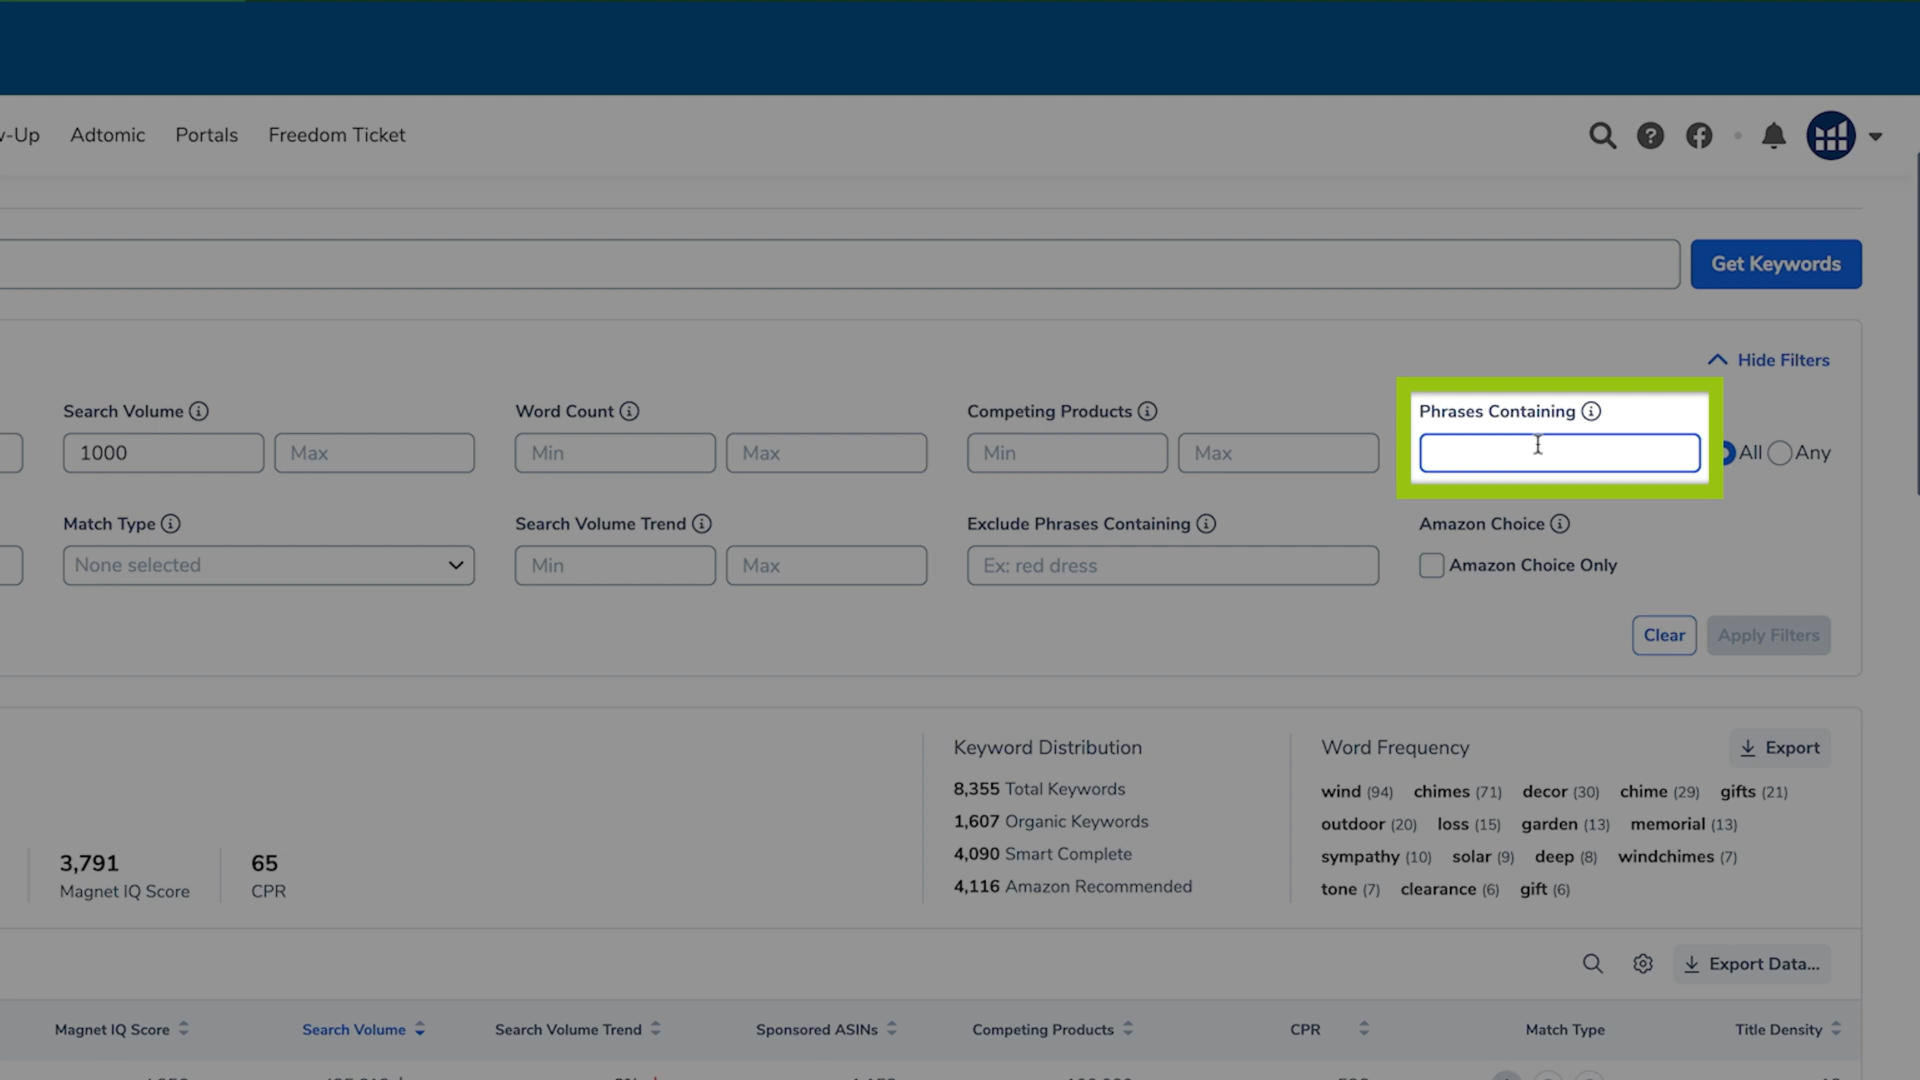 -Up Adtomic Portals Freedom Ticket
Get Keywords
Hide Filters
Search Volume Word Count Competing Products Phrases Containing
1000 Max Min Max Min Max All Any
Match Type Search Volume Trend Exclude Phrases Containing Amazon Choice
None selected Min Max Ex: red dress Amazon Choice Only
Clear Apply Filters
Keyword Distribution Word Frequency Export
8,355 Total Keywords wind (94) chimes (71) decor (30) chime (29) gifts (21)
1,607 Organic Keywords outdoor (20) loss (15) garden (13) memorial (13)
3,791 65 4,090 Smart Complete sympathy (10) solar (9) deep (8) windchimes (7)
Magnet IQ Score CPR 4,116 Amazon Recommended tone (7) clearance (6) gift (6)
Export Data...
Magnet IQ Score Search Volume Search Volume Trend Sponsored ASINs Competing Products CPR Match Type Title Density